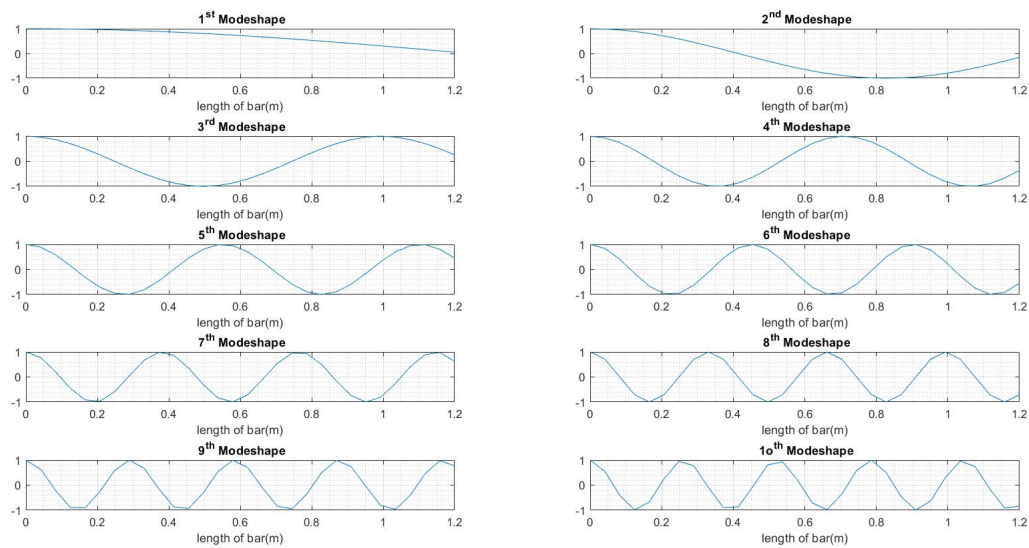 1st Modeshape
1
0
-1
0 0.2 0.4 0.6 0.8 1 1.2
length of bar(m)
2nd Modeshape
1
0
-1
0 0.2 0.4 0.6 0.8 1 1.2
length of bar(m)
3rd Modeshape
1
0
-1
0 0.2 0.4 0.6 0.8 1 1.2
length of bar(m)
4th Modeshape
1
0
-1
0 0.2 0.4 0.6 0.8 1 1.2
length of bar(m)
5th Modeshape
1
0
-1
0 0.2 0.4 0.6 0.8 1 1.2
length of bar(m)
6th Modeshape
1
0
-1
0 0.2 0.4 0.6 0.8 1 1.2
length of bar(m)
7th Modeshape
1
0
-1
0 0.2 0.4 0.6 0.8 1 1.2
length of bar(m)
8th Modeshape
1
0
-1
0 0.2 0.4 0.6 0.8 1 1.2
length of bar(m)
9th Modeshape
1
0
-1
0 0.2 0.4 0.6 0.8 1 1.2
length of bar(m)
1oth Modeshape
1
0
-1
0 0.2 0.4 0.6 0.8 1 1.2
length of bar(m)